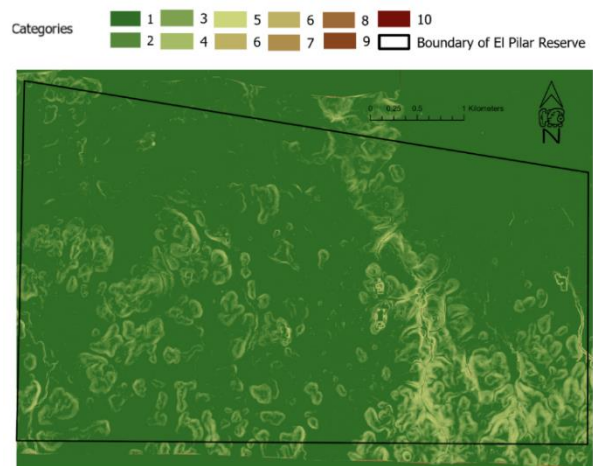 Categories
1 3 5 6 8 10
2 4 6 7 9 Boundary of El Pilar Reserve
0 0.25 0.5 1 Kilometers
N